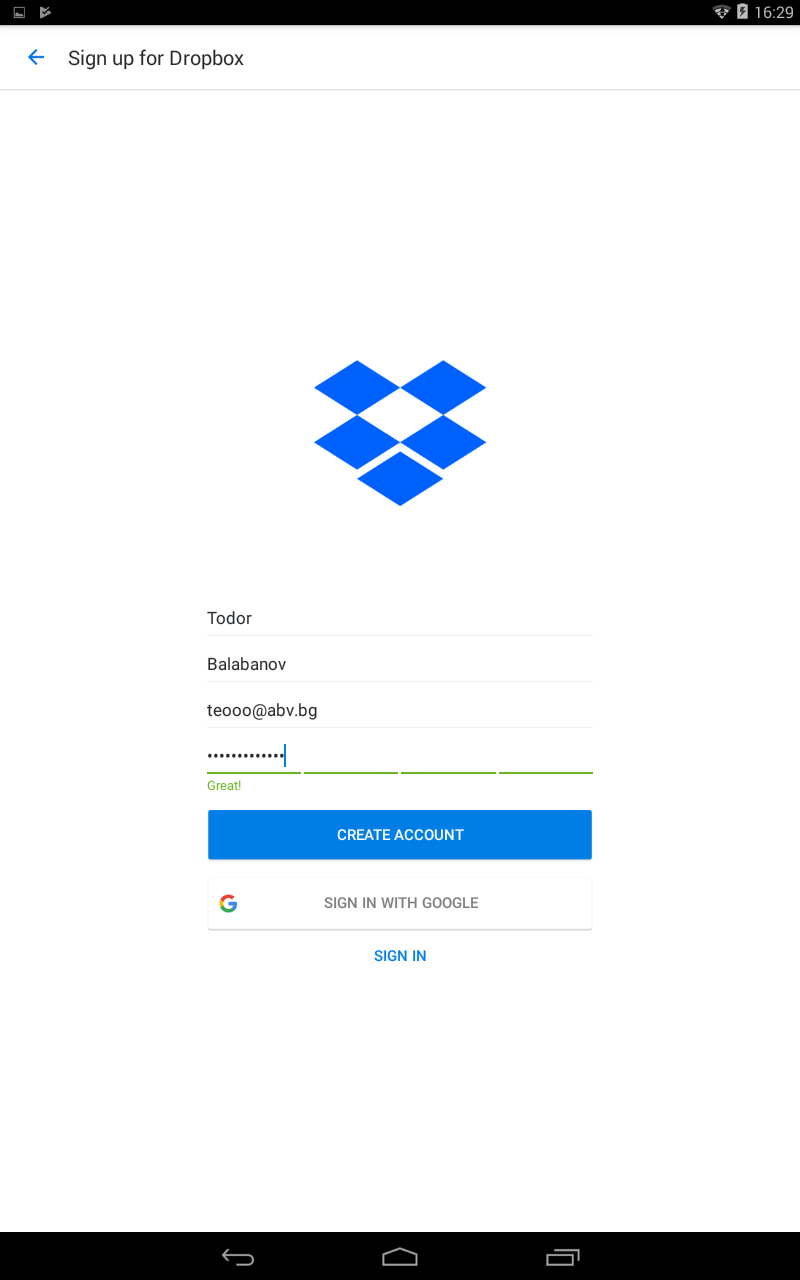 16:29
Sign up for Dropbox
Todor
Balabanov
teooo@abv.bg
•••••••••••••
Great!
CREATE ACCOUNT
SIGN IN WITH GOOGLE
SIGN IN